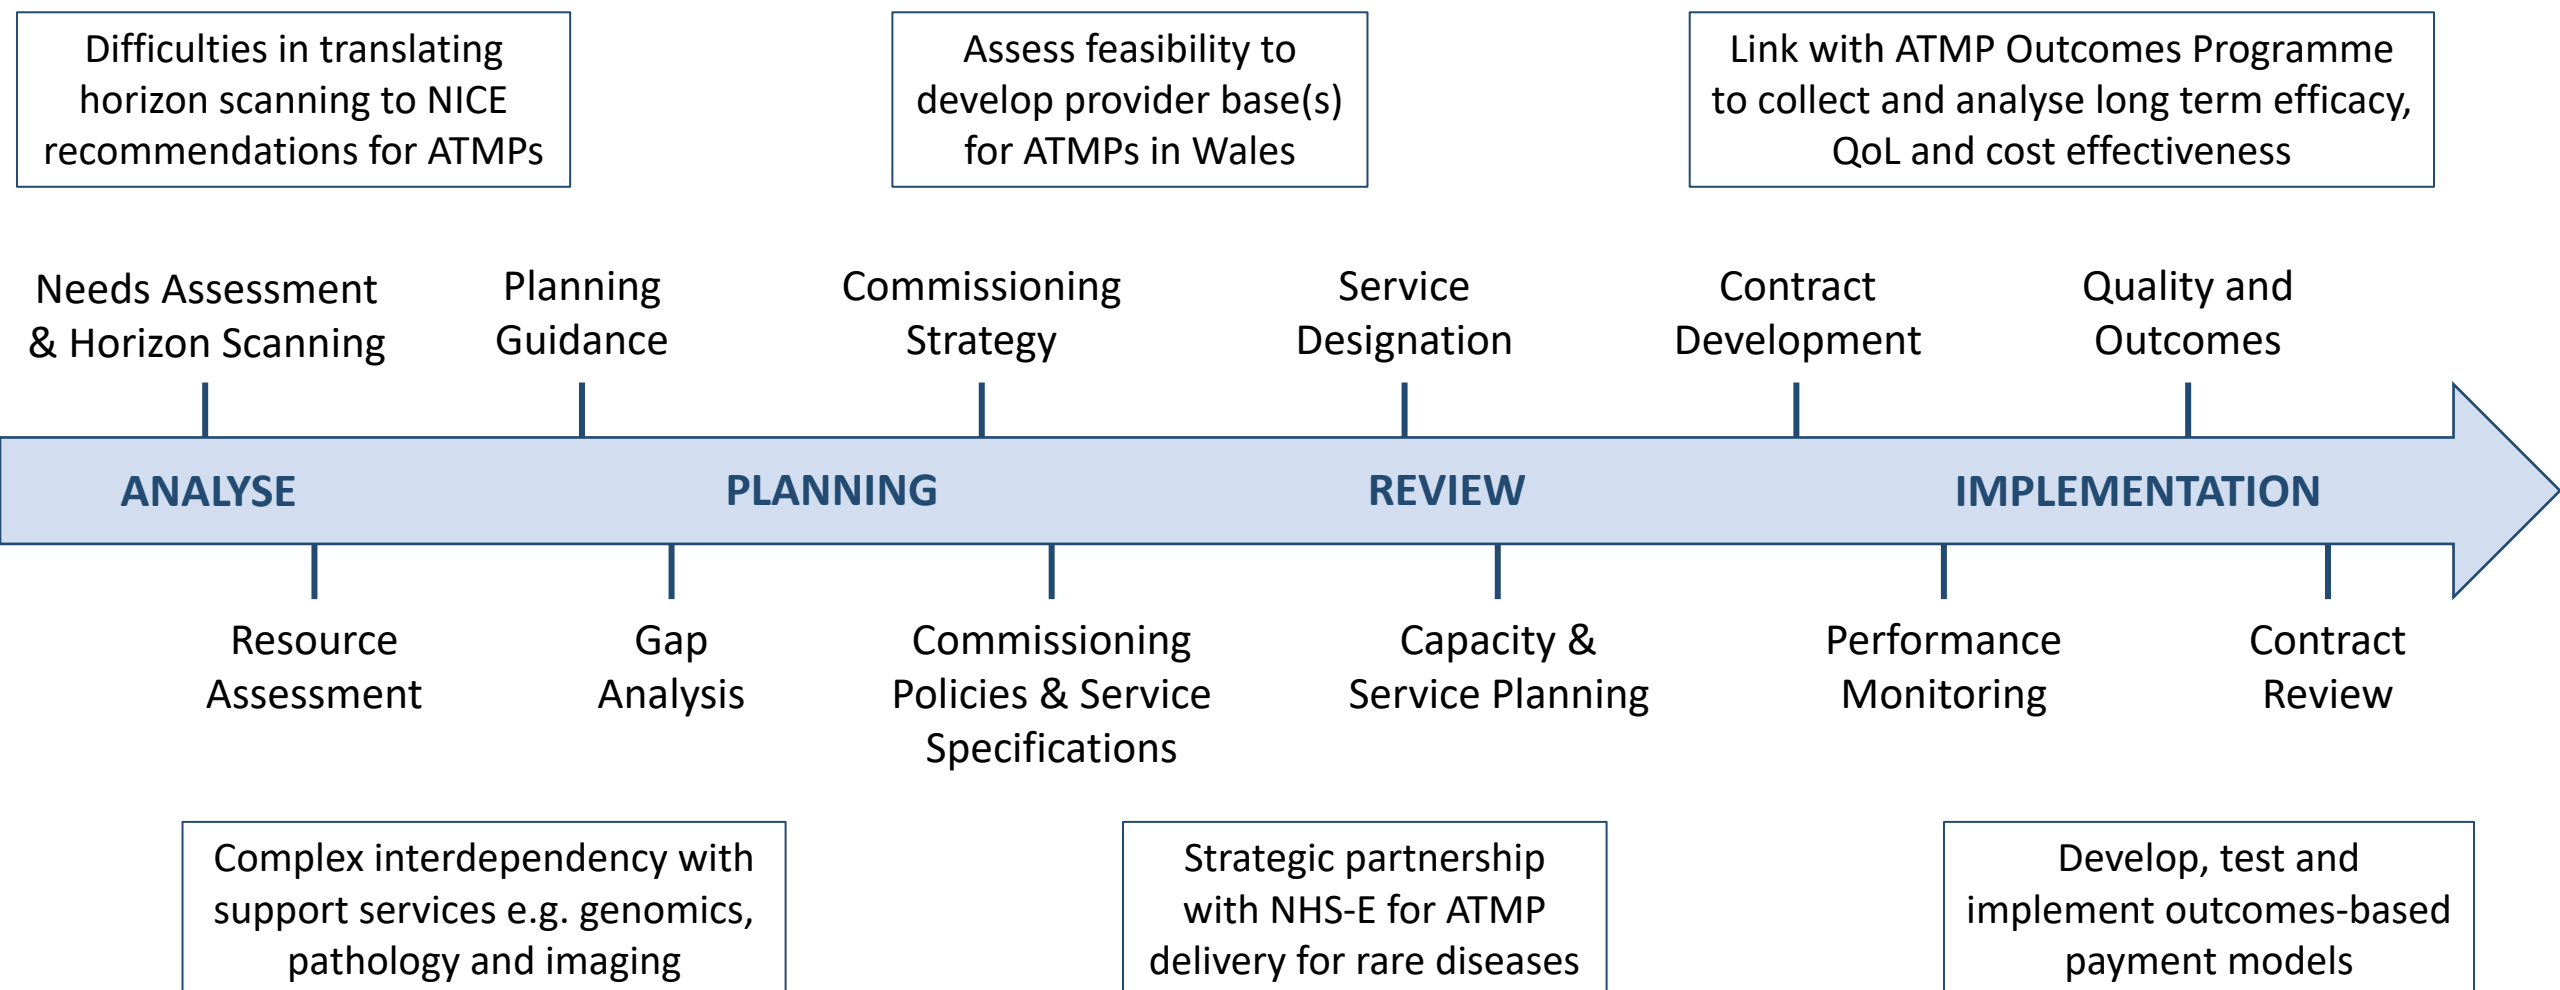 Difficulties in translating
horizon scanning to NICE
recommendations for ATMPs
Assess feasibility to
develop provider base(s)
for ATMPs in Wales
Link with ATMP Outcomes Programme
to collect and analyse long term efficacy,
QoL and cost effectiveness
Needs Assessment
& Horizon Scanning
Planning
Guidance
Commissioning
Strategy
Service
Designation
Contract
Development
Quality and
Outcomes
ANALYSE
PLANNING
REVIEW
IMPLEMENTATION
Resource
Assessment
Gap
Analysis
Commissioning
Policies & Service
Specifications
Capacity &
Service Planning
Performance
Monitoring
Contract
Review
Complex interdependency with
support services e.g. genomics,
pathology and imaging
Strategic partnership
with NHS-E for ATMP
delivery for rare diseases
Develop, test and
implement outcomes-based
payment models